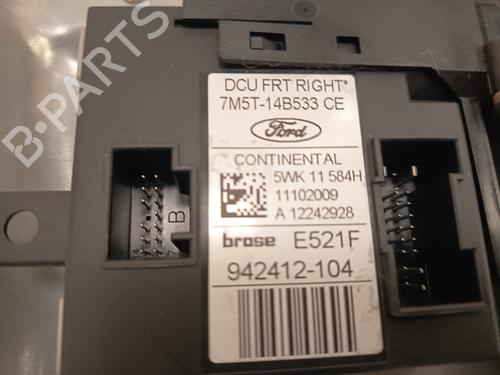 B-PARTS
DCU FRT RIGHT*
7M5T-14B533 CE
Ford
CONTINENTAL
5WK 11 584H
11102009
A 12242928
brose E521F
942412-104
B